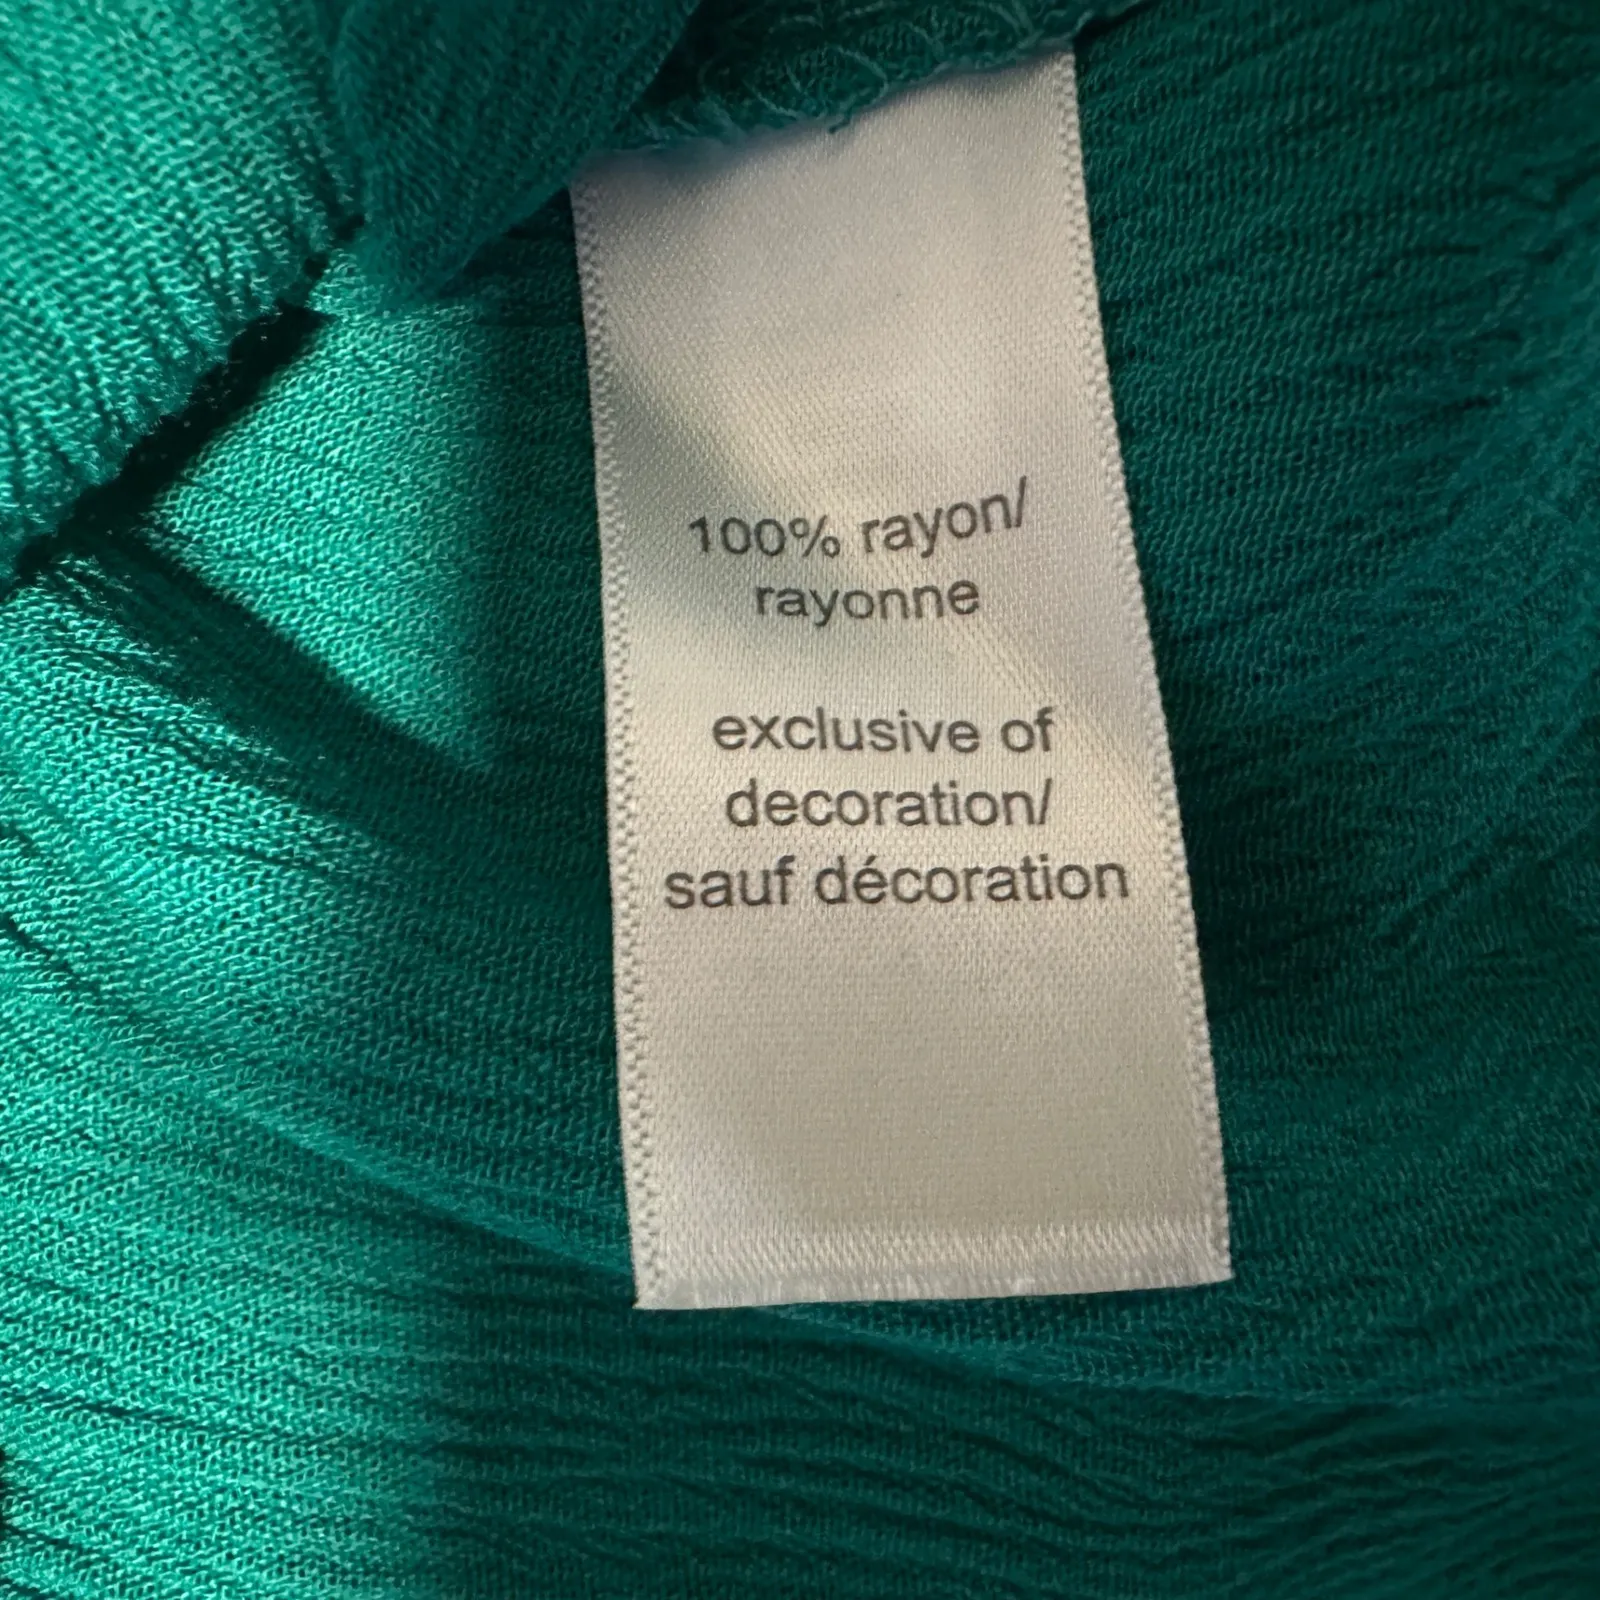 100% rayon/
rayonne
exclusive of
decoration/
sauf décoration